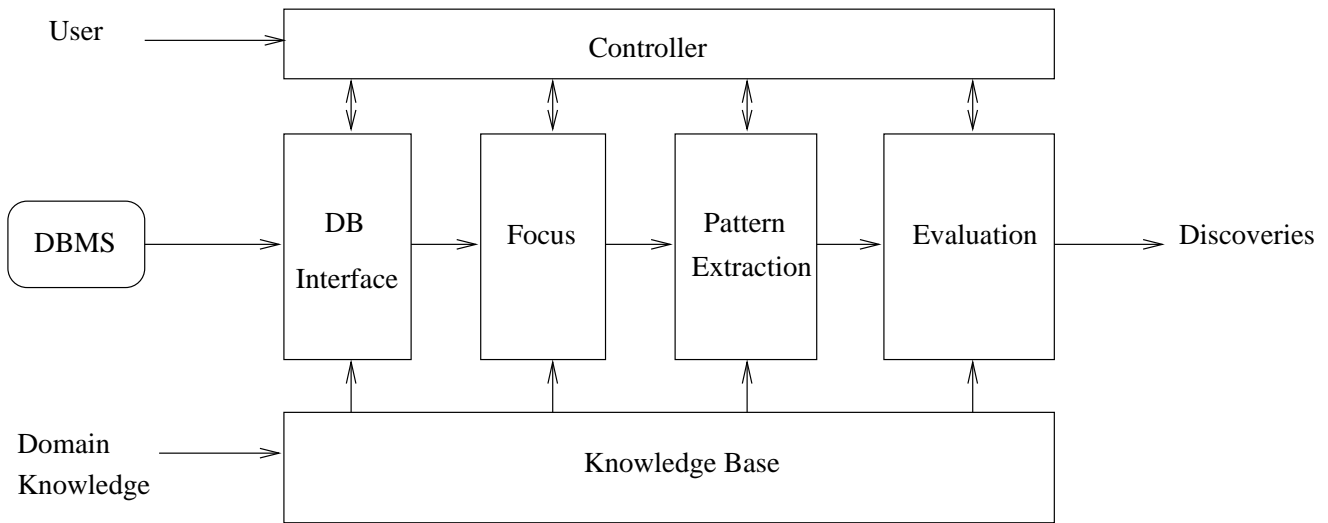 User
Controller
DBMS
DB
Interface
Focus
Pattern
Extraction
Evaluation
Discoveries
Domain
Knowledge
Knowledge Base